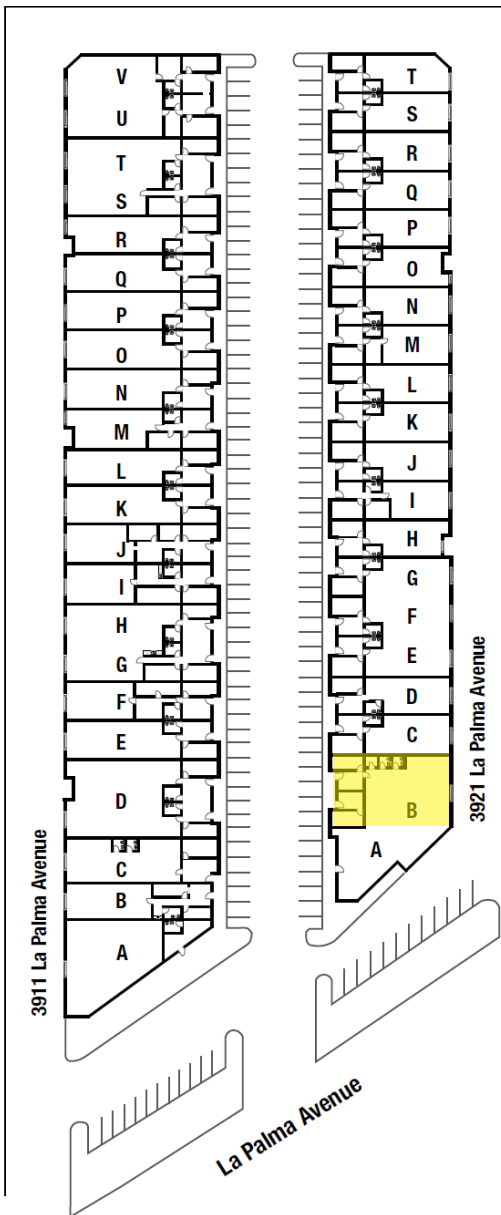 V
U
T
S
R
Q
P
O
N
M
L
K
J
I
H
G
F
E
D
C
B
A
3911 La Palma Avenue
T
S
R
Q
P
O
N
M
L
K
J
I
H
G
F
E
D
C
B
A
3921 La Palma Avenue
La Palma Avenue